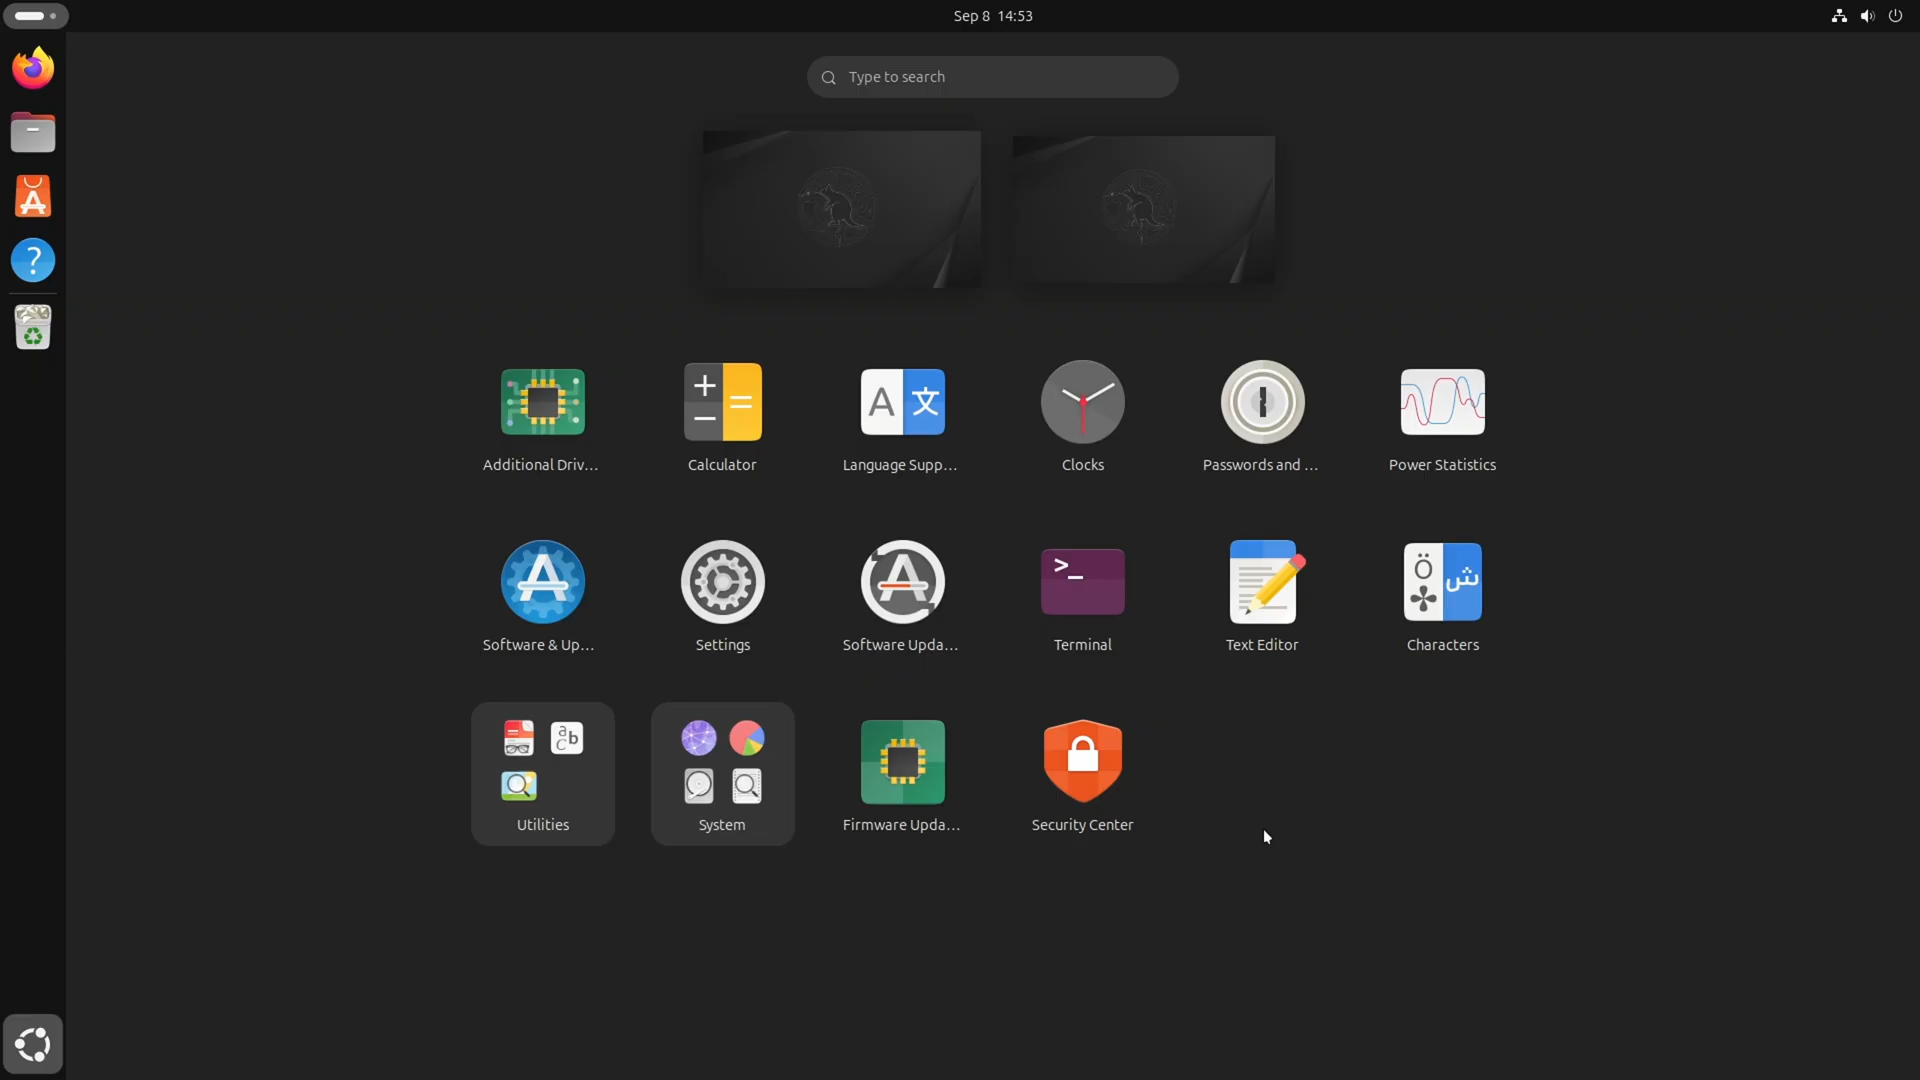 Sep 8 14:53
Type to search
Additional Driv...
Calculator
Language Supp...
Clocks
Passwords and ...
Power Statistics
Software & Up...
Settings
Software Upda...
Terminal
Text Editor
Characters
Utilities
System
Firmware Upda...
Security Center